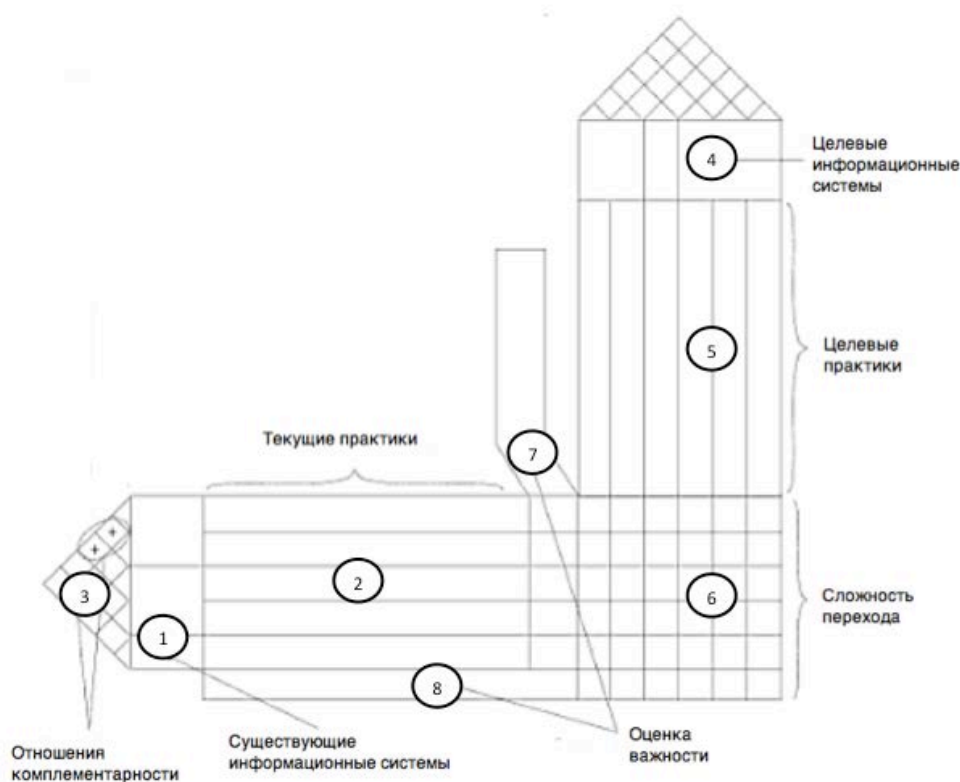 4
Целевые
информационные
системы
5
Целевые
практики
Текущие практики
7
+
+
2
3
6
Сложность
перехода
1
8
Отношения
комплементарности
Существующие
информационные системы
Оценка
важности